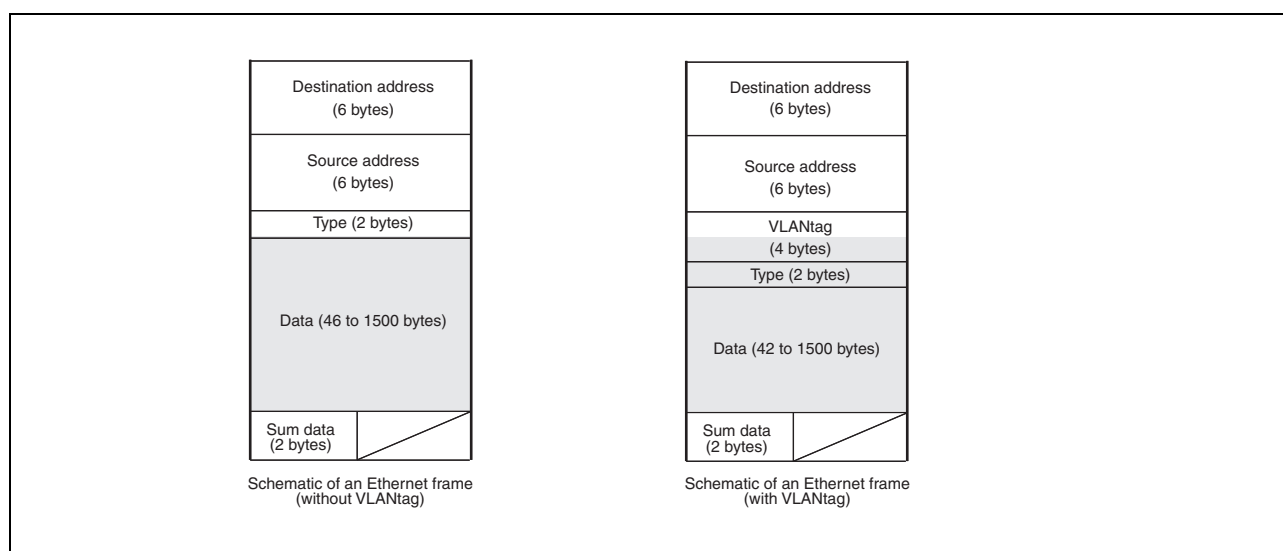 Destination address
(6 bytes)
Source address
(6 bytes)
Type (2 bytes)
Data (46 to 1500 bytes)
Sum data
(2 bytes)
Schematic of an Ethernet frame
(without VLANtag)
Destination address
(6 bytes)
Source address
(6 bytes)
VLANtag
(4 bytes)
Type (2 bytes)
Data (42 to 1500 bytes)
Sum data
(2 bytes)
Schematic of an Ethernet frame
(with VLANtag)